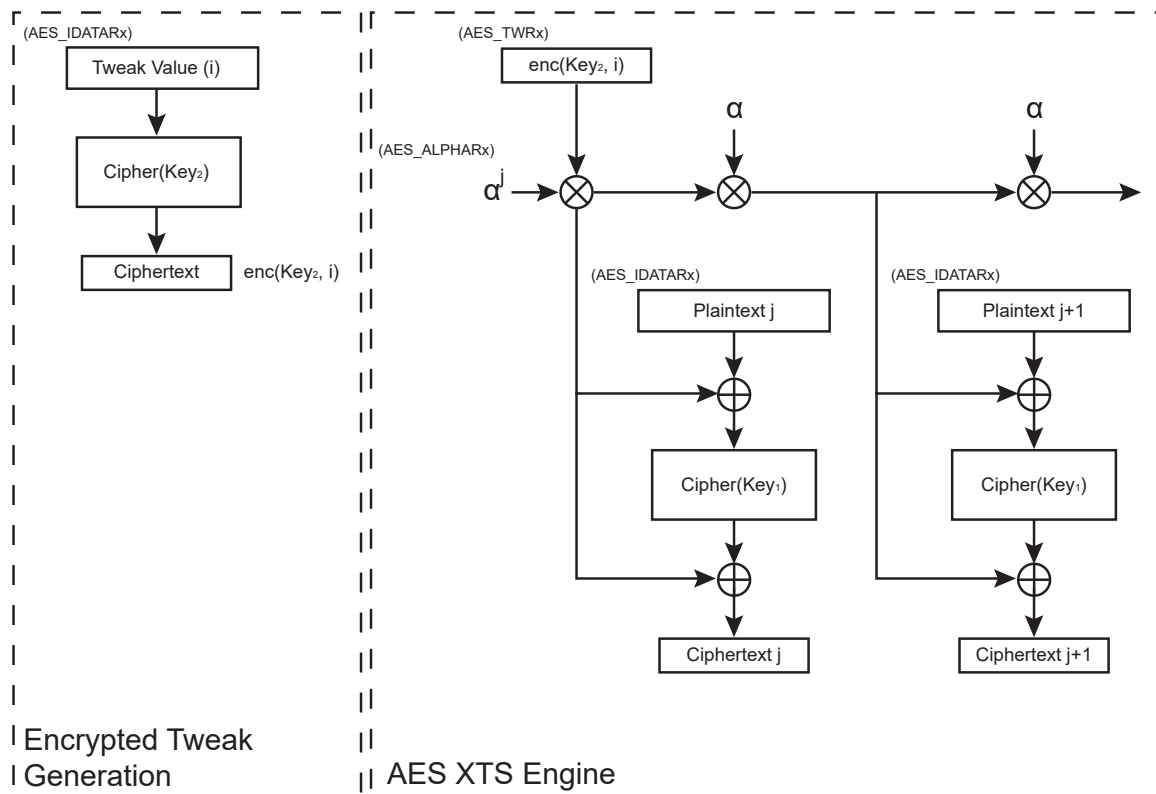 (AES_IDATARx)
Tweak Value (i)
Cipher(Key₂)
Ciphertext
enc(Key₂, i)
Encrypted Tweak
Generation
(AES_TWRx)
enc(Key₂, i)
(AES_ALPHARx)
αʲ
α
α
(AES_IDATARx)
Plaintext j
Cipher(Key₁)
Ciphertext j
(AES_IDATARx)
Plaintext j+1
Cipher(Key₁)
Ciphertext j+1
AES XTS Engine